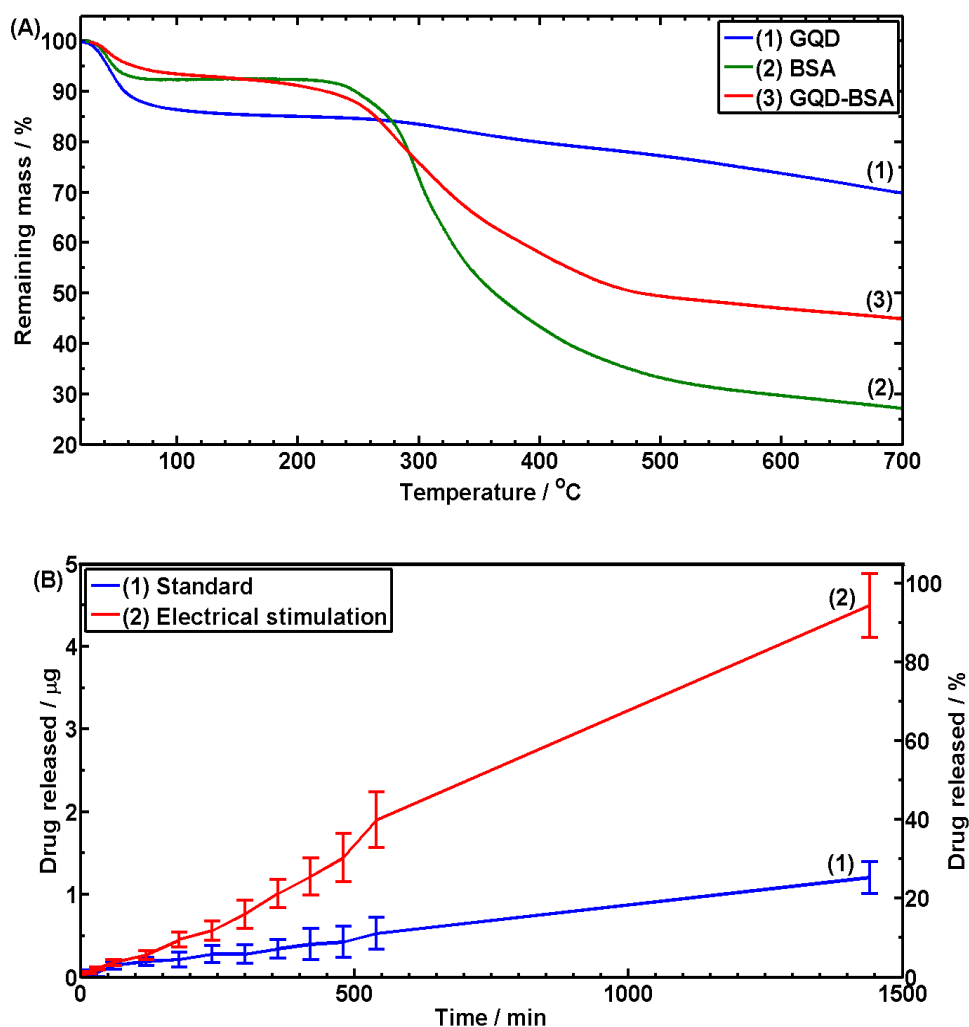 (A)
(1) GQD
(2) BSA
(3) GQD-BSA
100
90
80
70
60
50
40
30
20
Remaining mass / %
(1)
(3)
(2)
100 200 300 400 500 600 700
Temperature / °C
(B)
(1) Standard
(2) Electrical stimulation
5
4
3
2
1
0
Drug released / μg
(2)
(1)
100
80
60
40
20
0
Drug released / %
0 500 1000 1500
Time / min